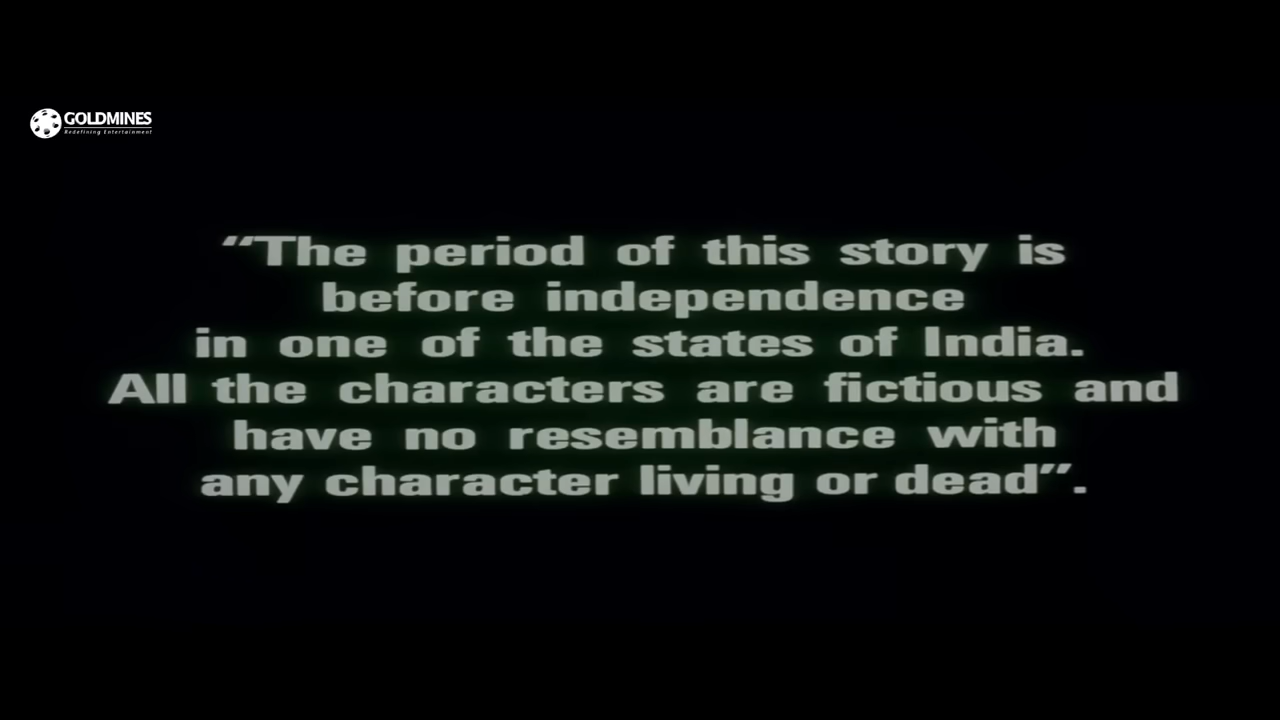 GOLDMINES
Redefining Entertainment
“The period of this story is
before independence
in one of the states of India.
All the characters are fictious and
have no resemblance with
any character living or dead”.